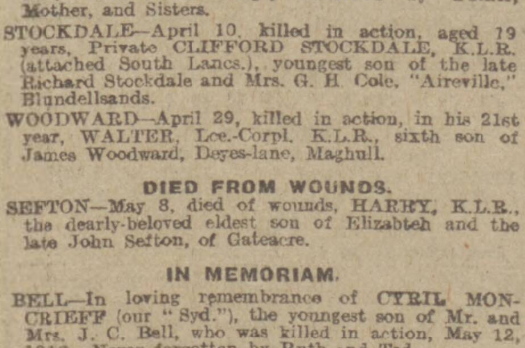 Mother, and Sisters.
STOCKDALE—April 10, killed in action, aged 19
years, Private CLIFFORD STOCKDALE, K.L.R.
(attached South Lancs.), youngest son of the late
Richard Stockdale and Mrs. G. H. Cole, "Aireville,"
Blundellsands.
WOODWARD—April 29, killed in action, in his 21st
year, WALTER, Lce.-Corpl. K.L.R., sixth son of
James Woodward, Deyes-lane, Maghull.
DIED FROM WOUNDS.
SEFTON—May 8, died of wounds, HARRY, K.L.R.,
the dearly-beloved eldest son of Elizabteh and the
late John Sefton, of Gateacre.
IN MEMORIAM.
BELL—In loving remembrance of CYRIL MON-
CRIEFF (our "Syd."), the youngest son of Mr. and
Mrs. J. C. Bell, who was killed in action, May 12,